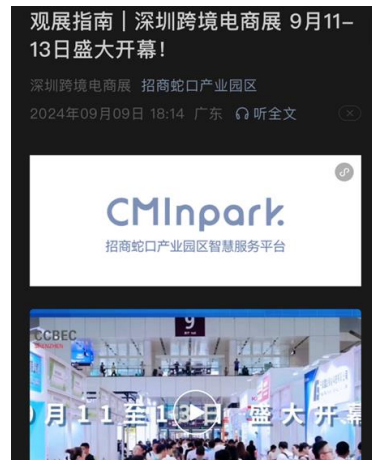 观展指南｜深圳跨境电商展 9月11-
13日盛大开幕！
深圳跨境电商展 招商蛇口产业园区
2024年09月09日 18:14 广东 听全文
CMInpark
招商蛇口产业园区智慧服务平台
CCBEC
SHENZHEN
9
月11至13日 盛大开幕